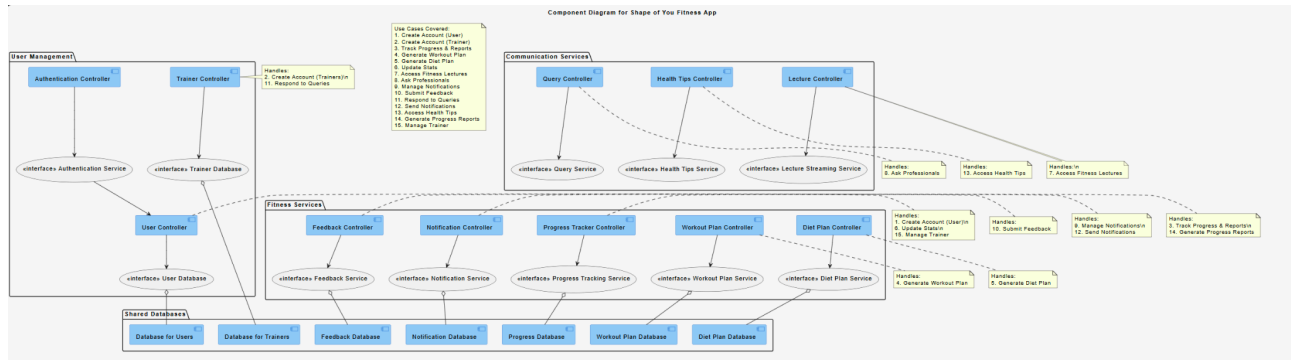 Component Diagram for Shape of You Fitness App
Use Cases Covered:
1. Create Account (User)
2. Create Account (Trainer)
3. Track Progress & Reports
4. Generate Workout Plan
5. Generate Diet Plan
6. Update Stats
7. Access Fitness Lectures
8. Ask Professionals
9. Manage Notifications
10. Submit Feedback
11. Respond to Queries
12. Send Notifications
13. Access Health Tips
14. Generate Progress Reports
15. Manage Trainer
User Management
Authentication Controller
Trainer Controller
Handles:
2. Create Account (Trainers)\n
11. Respond to Queries
«interface» Authentication Service
«interface» Trainer Database
User Controller
«interface» User Database
Communication Services
Query Controller
Health Tips Controller
Lecture Controller
«interface» Query Service
«interface» Health Tips Service
«interface» Lecture Streaming Service
Handles:
8. Ask Professionals
Handles:
13. Access Health Tips
Handles:\n
7. Access Fitness Lectures
Fitness Services
Feedback Controller
Notification Controller
Progress Tracker Controller
Workout Plan Controller
Diet Plan Controller
Handles:
1. Create Account (User)\n
6. Update Stats\n
15. Manage Trainer
Handles:
10. Submit Feedback
Handles:
9. Manage Notifications\n
12. Send Notifications
Handles:
3. Track Progress & Reports\n
14. Generate Progress Reports
«interface» Feedback Service
«interface» Notification Service
«interface» Progress Tracking Service
«interface» Workout Plan Service
«interface» Diet Plan Service
Handles:
4. Generate Workout Plan
Handles:
5. Generate Diet Plan
Shared Databases
Database for Users
Database for Trainers
Feedback Database
Notification Database
Progress Database
Workout Plan Database
Diet Plan Database